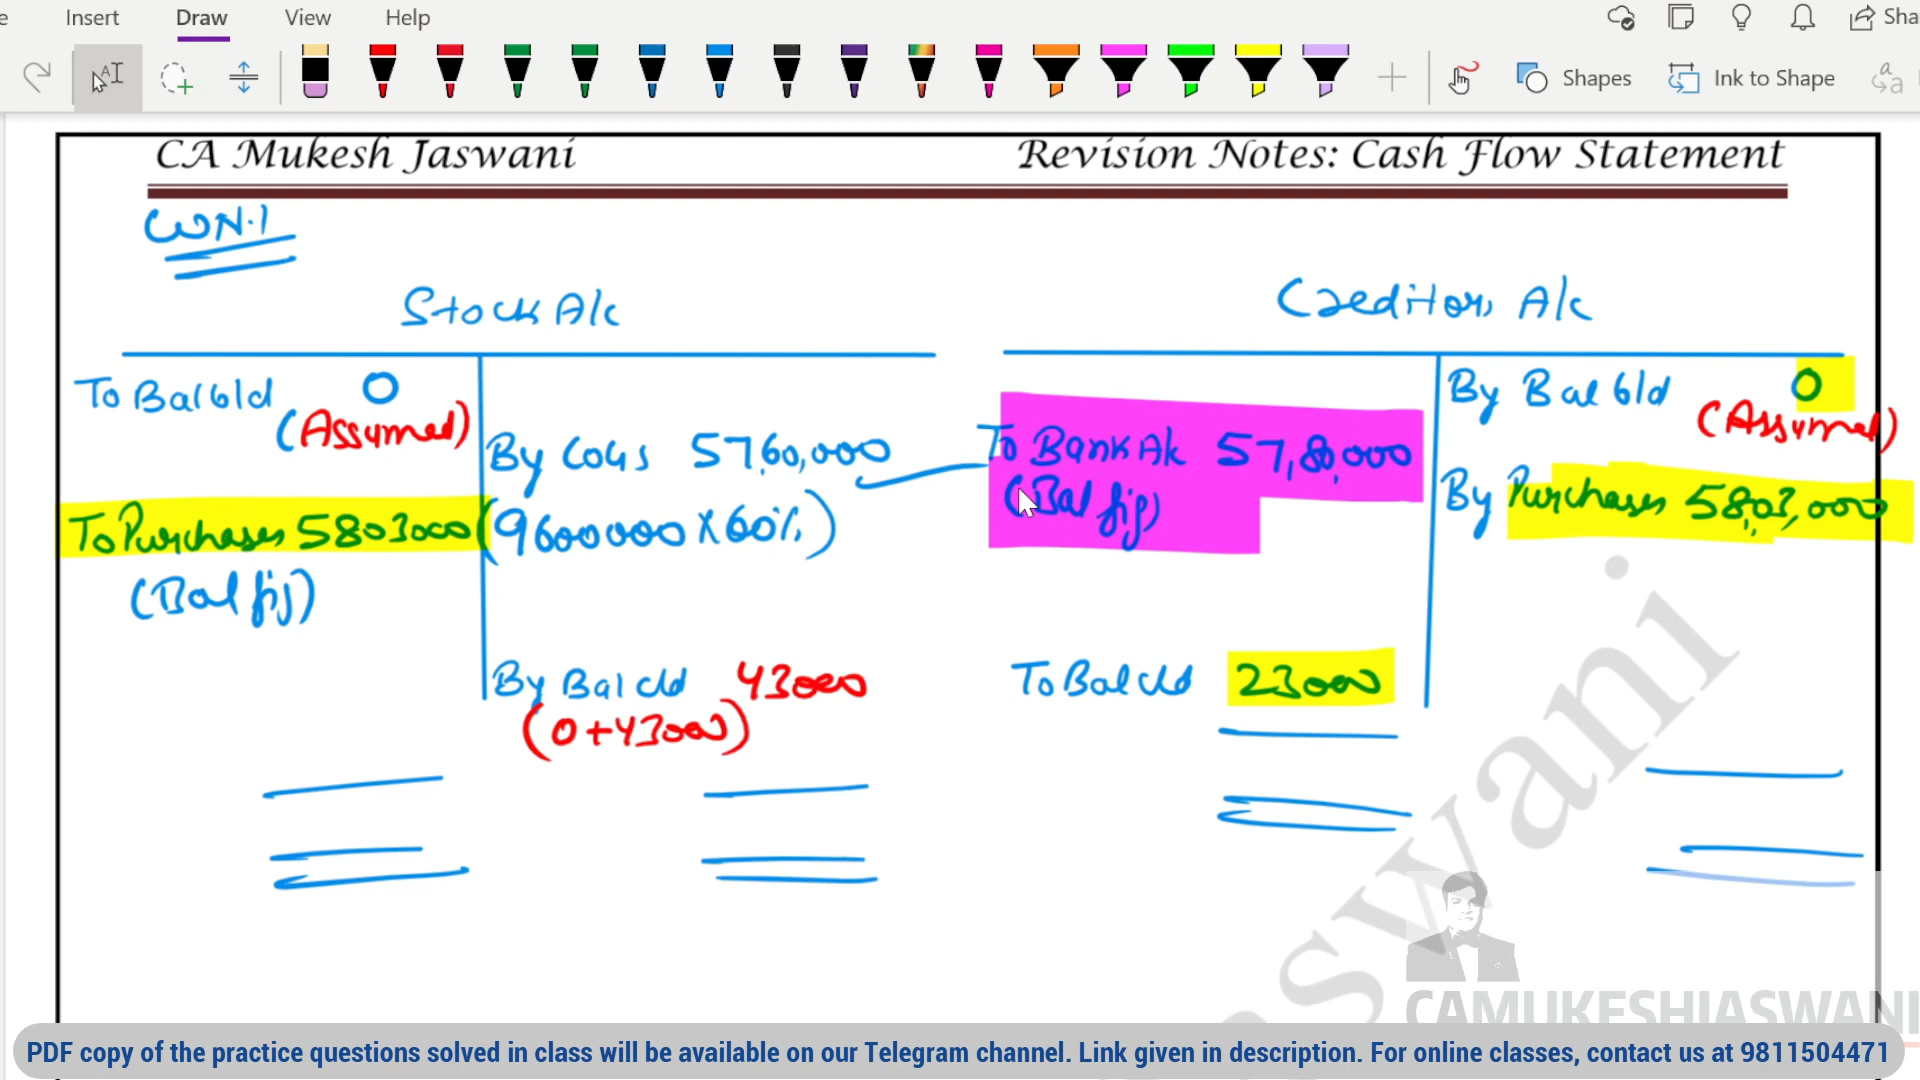 Insert Draw View Help Sha
Shapes Ink to Shape
CA Mukesh Jaswani Revision Notes: Cash Flow Statement
WN.1
Stock A/c
To Bal b/d 0
(Assumed)
By COGS 57,60,000
To Purchases 5803000 (9600000 X 60%)
(Bal fig)
By Bal c/d 43000
(0+43000)
Creditors A/c
By Bal b/d 0
(Assumed)
To Bank A/c 57,80,000
(Bal fig)
By Purchases 58,03,000
To Bal c/d 23000
swani
CAMUKESHJASWANI
PDF copy of the practice questions solved in class will be available on our Telegram channel. Link given in description. For online classes, contact us at 9811504471